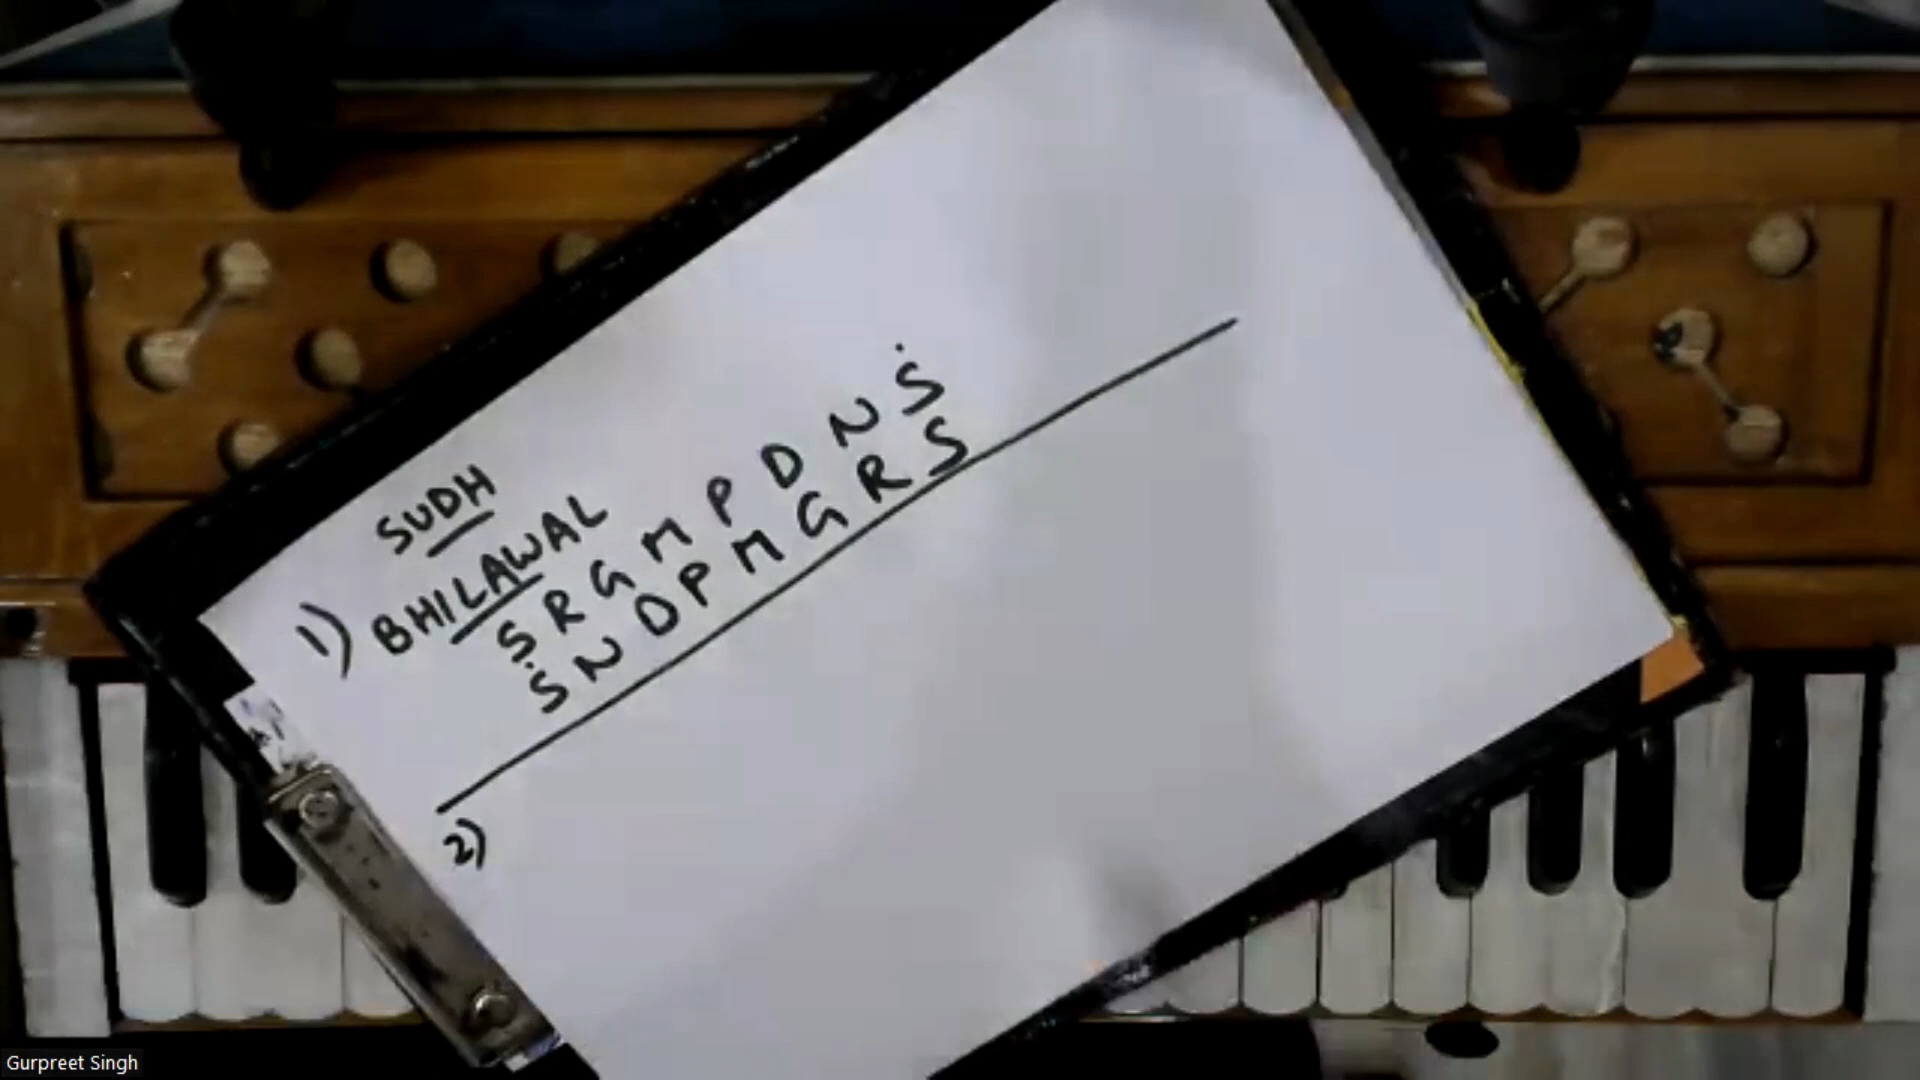 SUDH
1) BHILAWAL
S R G M P D N Ṡ
Ṡ N D P M G R S
2)
Gurpreet Singh